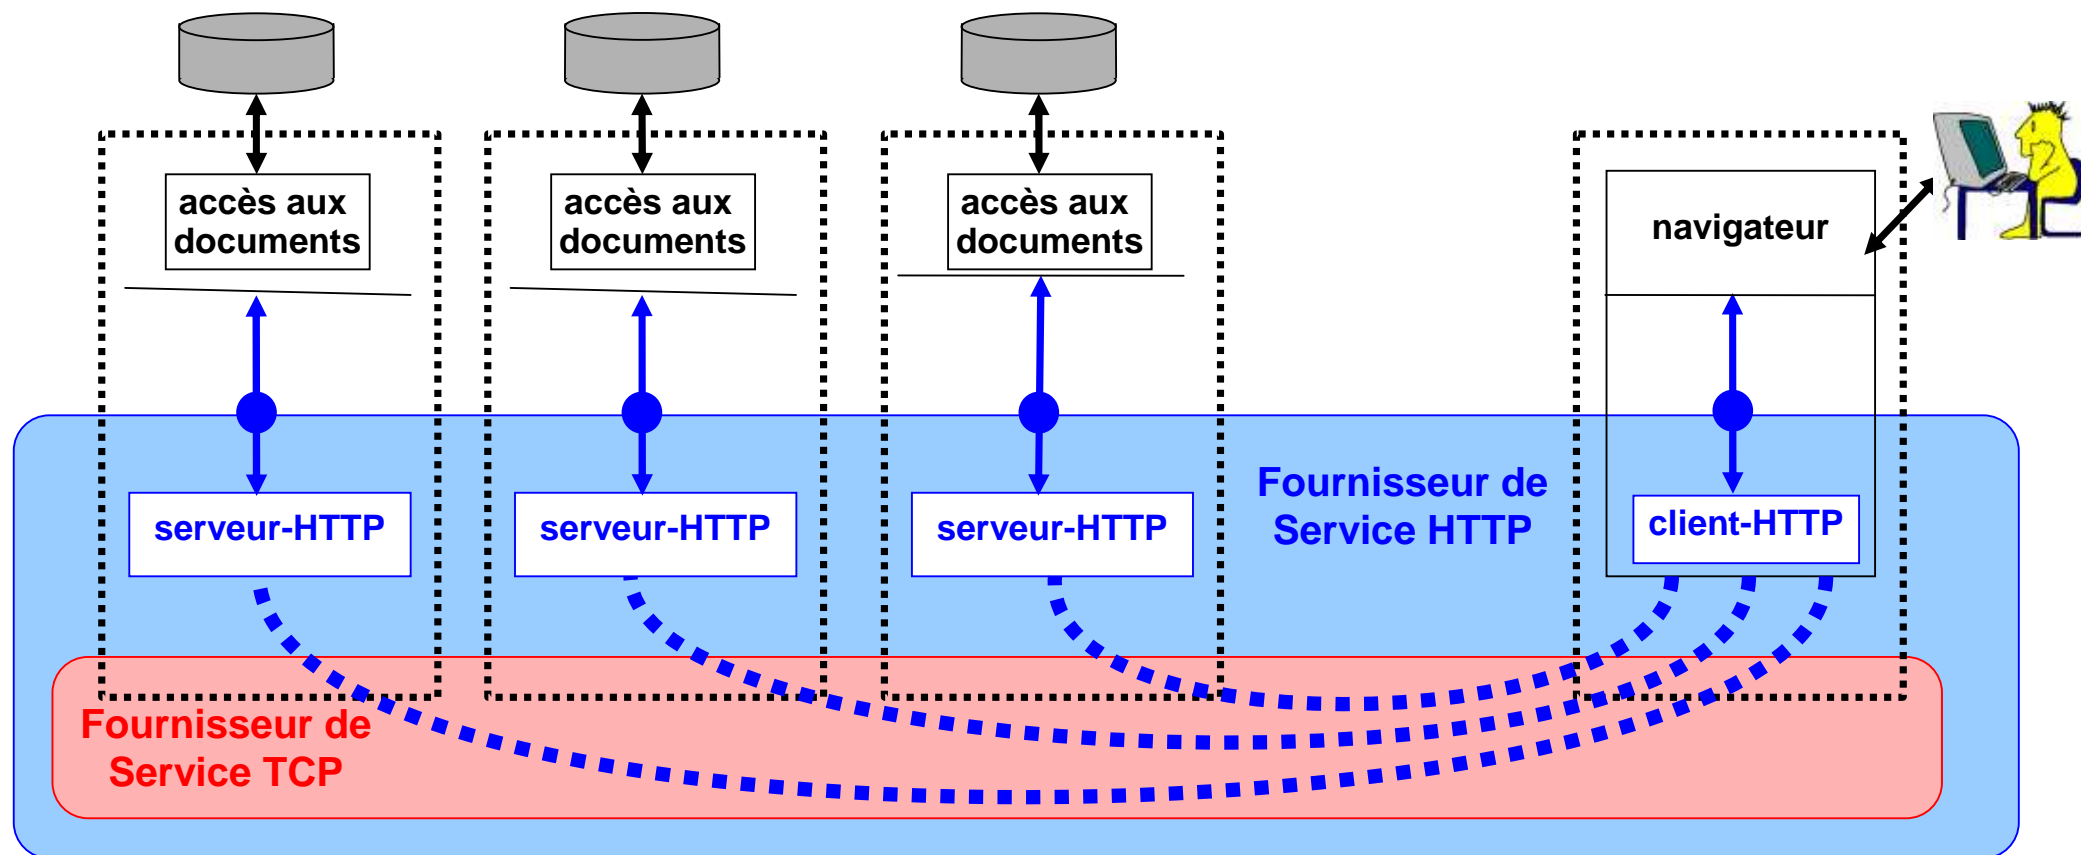 accès aux
documents
accès aux
documents
accès aux
documents
navigateur
Fournisseur de
Service HTTP
serveur-HTTP
serveur-HTTP
serveur-HTTP
client-HTTP
Fournisseur de
Service TCP